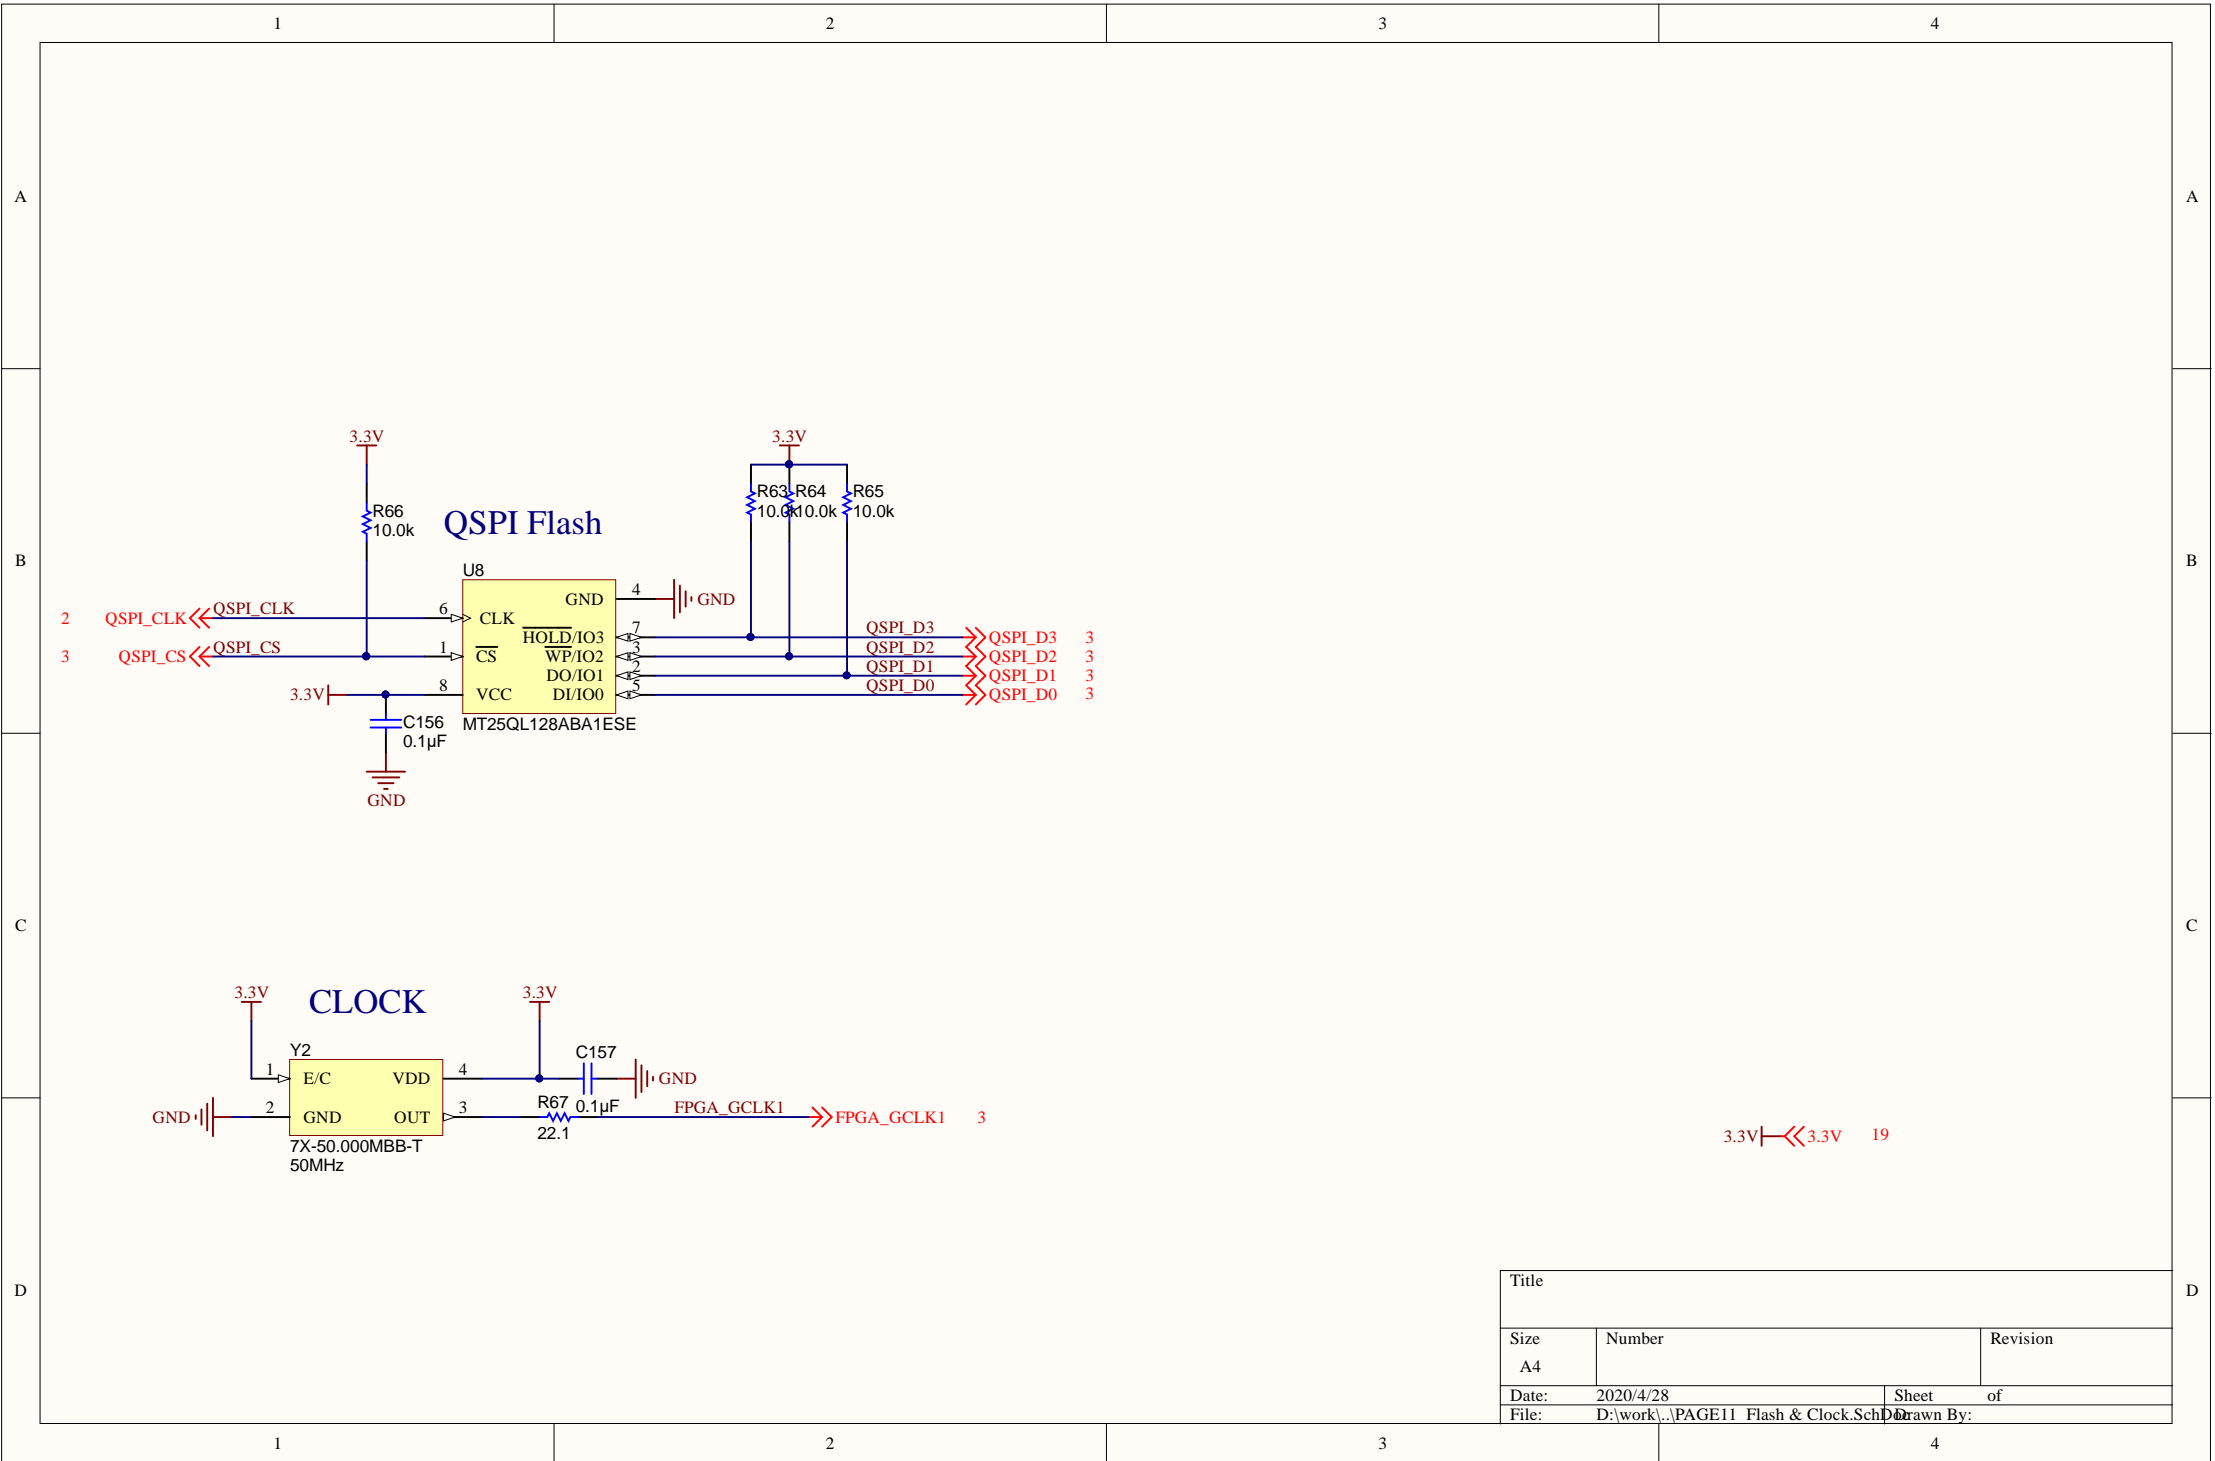 1 2 3 4
A A
3.3V 3.3V
R63 R64 R65
10.0k 10.0k 10.0k
R66
10.0k
QSPI Flash
B B
U8
GND 4 GND
2 QSPI_CLK QSPI_CLK 6 CLK
HOLD/IO3 7 QSPI_D3 QSPI_D3 3
3 QSPI_CS QSPI_CS 1 CS
WP/IO2 3 QSPI_D2 QSPI_D2 3
DO/IO1 2 QSPI_D1 QSPI_D1 3
3.3V 8 VCC DI/IO0 5 QSPI_D0 QSPI_D0 3
MT25QL128ABA1ESE
C156
0.1µF
GND
C C
3.3V CLOCK 3.3V
Y2
C157
1 E/C VDD 4 GND
R67 0.1µF
GND 2 GND OUT 3 FPGA_GCLK1 FPGA_GCLK1 3
22.1
7X-50.000MBB-T
50MHz
3.3V 3.3V 19
D D
Title
Size Number Revision
A4
Date: 2020/4/28 Sheet of
File: D:\work\..\PAGE11 Flash & Clock.SchDoc Drawn By:
1 2 3 4